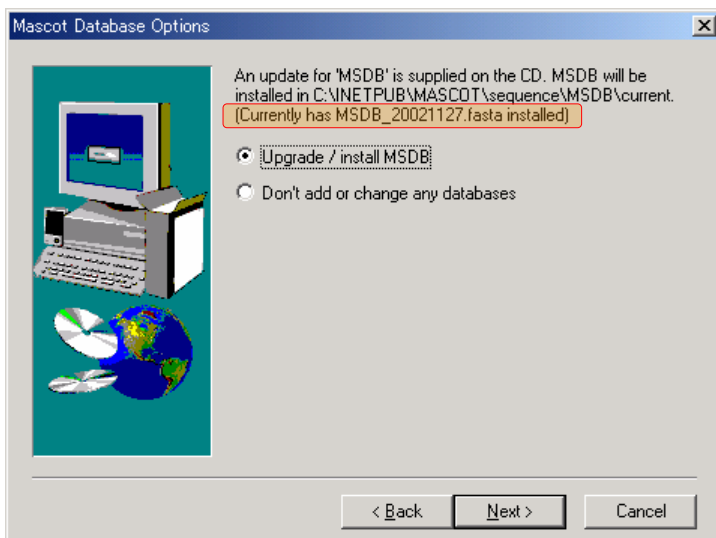 Mascot Database Options
An update for 'MSDB' is supplied on the CD. MSDB will be
installed in C:\INETPUB\MASCOT\sequence\MSDB\current.
(Currently has MSDB_20021127.fasta installed)
Upgrade / install MSDB
Don't add or change any databases
< Back
Next >
Cancel